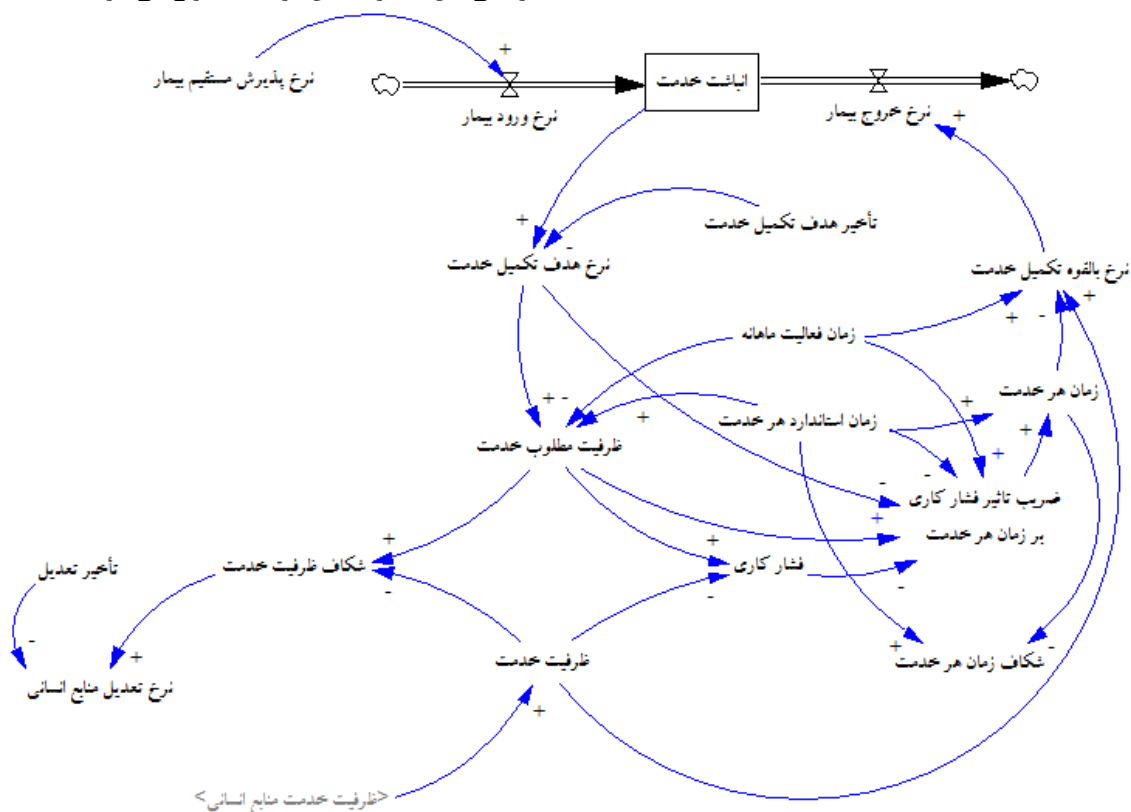 نرخ پذیرش مستقیم بیمار
+
انباشت خدمت
نرخ ورود بیمار
نرخ خروج بیمار
+
تأخیر هدف تکمیل خدمت
+
-
نرخ هدف تکمیل خدمت
نرخ بالقوه تکمیل خدمت
+
-
+
زمان فعالیت ماهانه
زمان هر خدمت
+
+ -
+
زمان استاندارد هر خدمت
+
ظرفیت مطلوب خدمت
+
-
-
ضریب تاثیر فشار کاری
بر زمان هر خدمت
+
+
+
فشار کاری
-
-
شکاف ظرفیت خدمت
-
تأخیر تعدیل
-
+
نرخ تعدیل منابع انسانی
ظرفیت خدمت
+
+
شکاف زمان هر خدمت
-
<ظرفیت خدمت منابع انسانی>